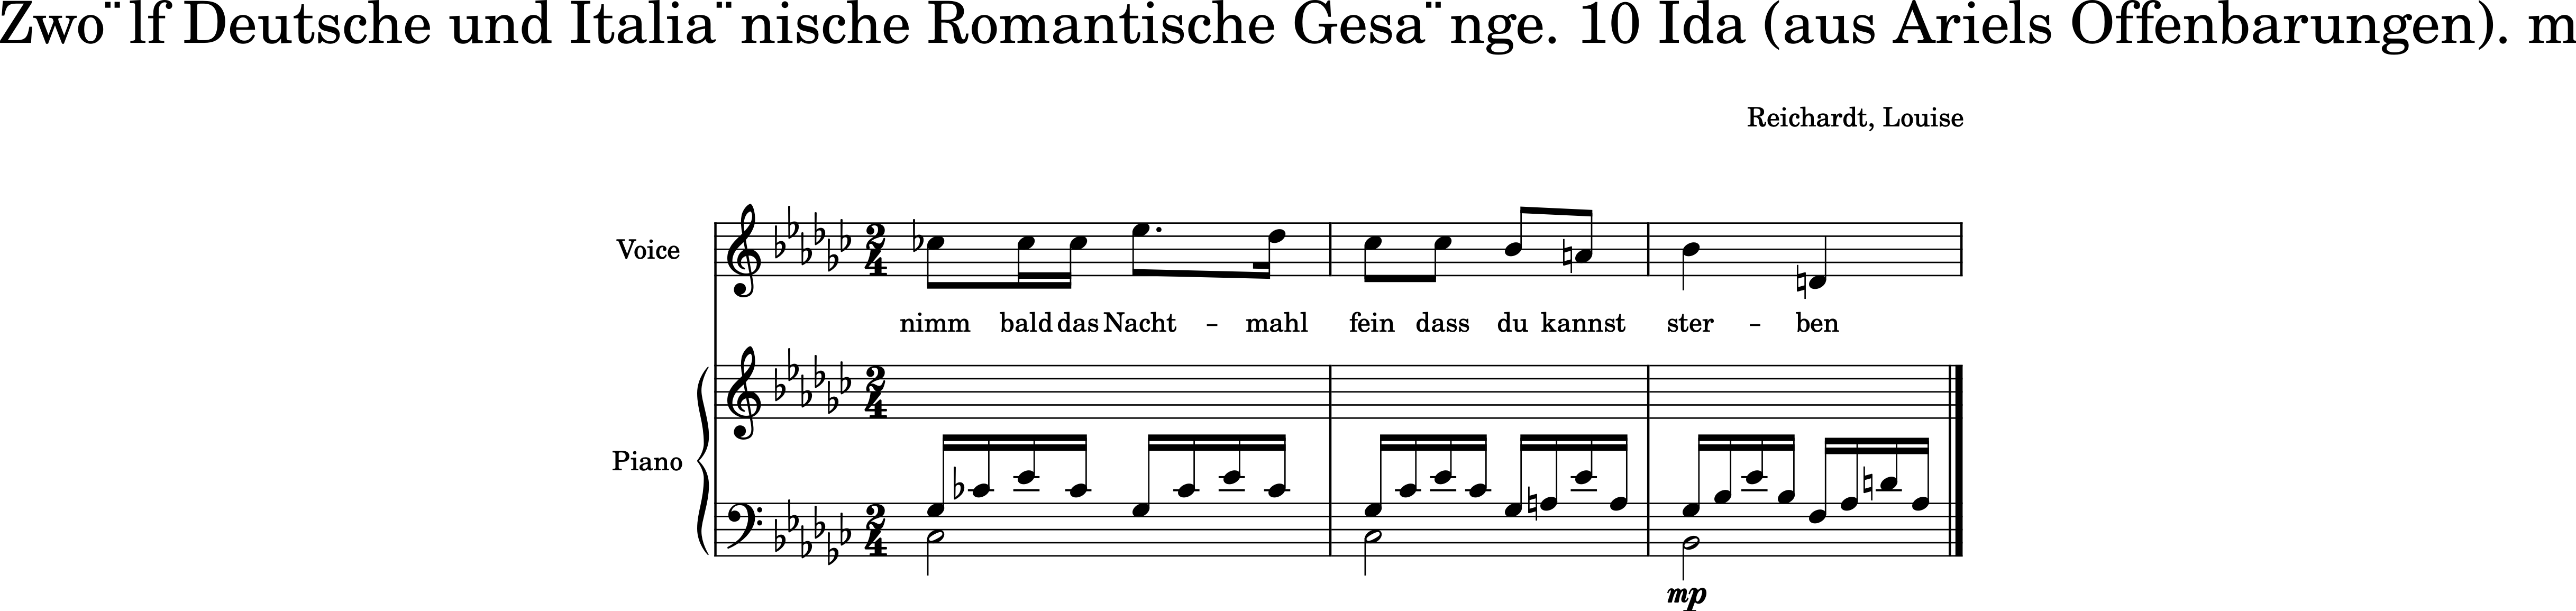 Zwo¨lf Deutsche und Italia¨nische Romantische Gesa¨nge. 10 Ida (aus Ariels Offenbarungen). m
Reichardt, Louise
Voice
nimm bald das Nacht - mahl fein dass du kannst ster - ben
Piano
mp